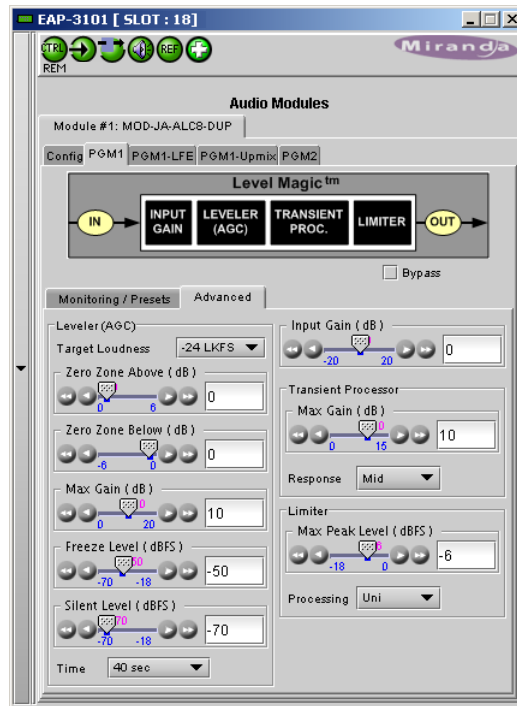 EAP-3101 [ SLOT : 18]
CTRL REF
REM
Miranda
Audio Modules
Module #1: MOD-JA-ALC8-DUP
Config PGM1 PGM1-LFE PGM1-Upmix PGM2
Level Magic tm
IN INPUT GAIN LEVELER (AGC) TRANSIENT PROC. LIMITER OUT
Bypass
Monitoring / Presets Advanced
Leveler (AGC)
Target Loudness -24 LKFS
Zero Zone Above ( dB )
0 6 0
Zero Zone Below ( dB )
-6 0 0
Max Gain ( dB )
0 20 10
Freeze Level ( dBFS )
-70 -18 -50
Silent Level ( dBFS )
-70 -18 -70
Time 40 sec
Input Gain ( dB )
-20 20 0
Transient Processor
Max Gain ( dB )
0 15 10
Response Mid
Limiter
Max Peak Level ( dBFS )
-18 0 -6
Processing Uni